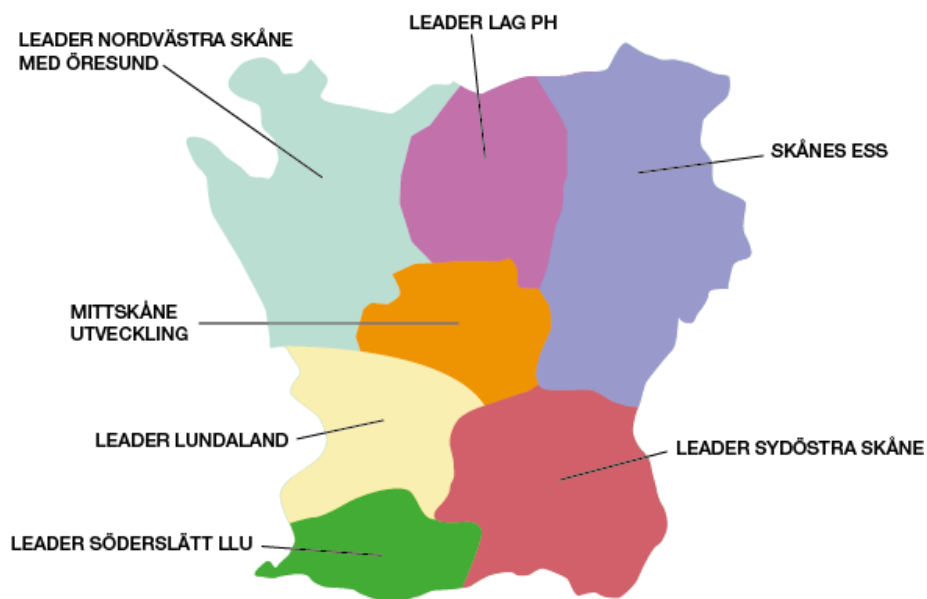 LEADER LAG PH
LEADER NORDVÄSTRA SKÅNE
MED ÖRESUND
SKÅNES ESS
MITTSKÅNE
UTVECKLING
LEADER LUNDALAND
LEADER SYDÖSTRA SKÅNE
LEADER SÖDERSLÄTT LLU